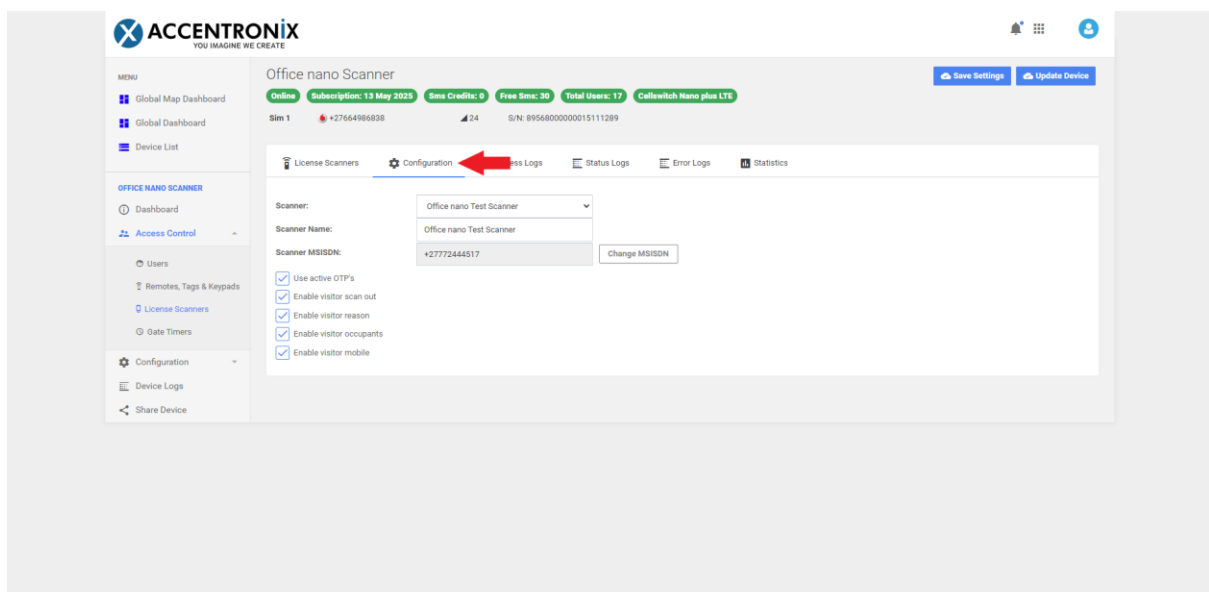 ACCENTRONİX
YOU IMAGINE WE CREATE
MENU
Global Map Dashboard
Global Dashboard
Device List
OFFICE NANO SCANNER
Dashboard
Access Control
Users
Remotes, Tags & Keypads
License Scanners
Gate Timers
Configuration
Device Logs
Share Device
Office nano Scanner
Save Settings Update Device
Online Subscription: 13 May 2025 Sms Credits: 0 Free Sms: 30 Total Users: 17 Cellswitch Nano plus LTE
Sim 1 +27664986838 24 S/N: 89568000000015111289
License Scanners Configuration ess Logs Status Logs Error Logs Statistics
Scanner: Office nano Test Scanner
Scanner Name: Office nano Test Scanner
Scanner MSISDN: +27772444517 Change MSISDN
Use active OTP's
Enable visitor scan out
Enable visitor reason
Enable visitor occupants
Enable visitor mobile